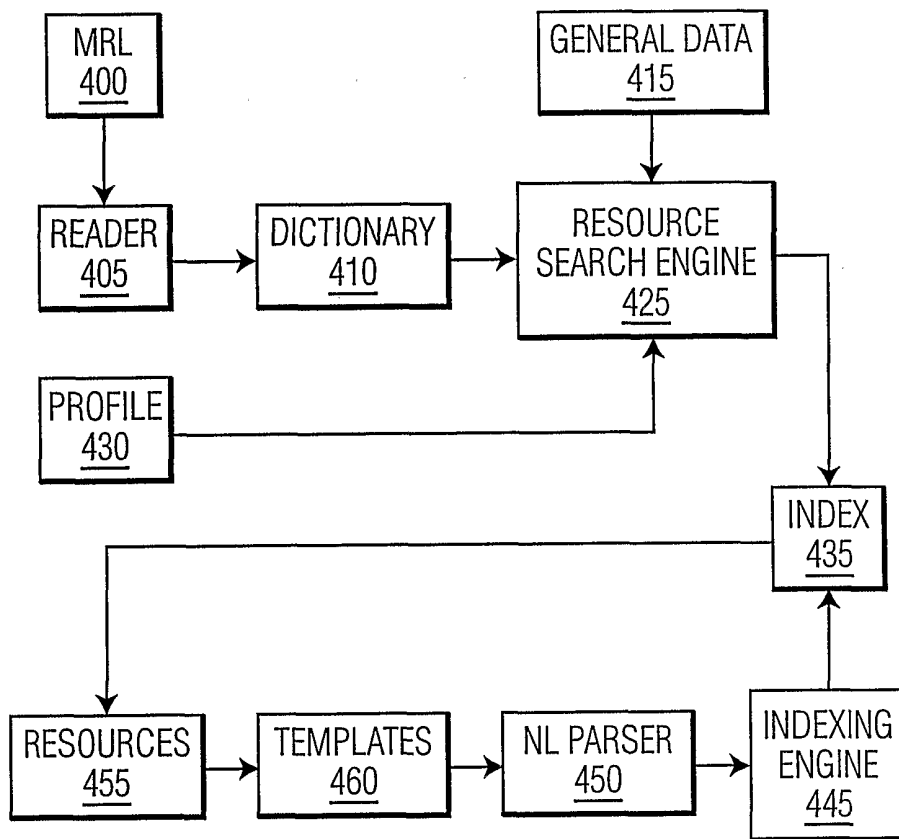 MRL
400
GENERAL DATA
415
READER
405
DICTIONARY
410
RESOURCE
SEARCH ENGINE
425
PROFILE
430
INDEX
435
RESOURCES
455
TEMPLATES
460
NL PARSER
450
INDEXING
ENGINE
445